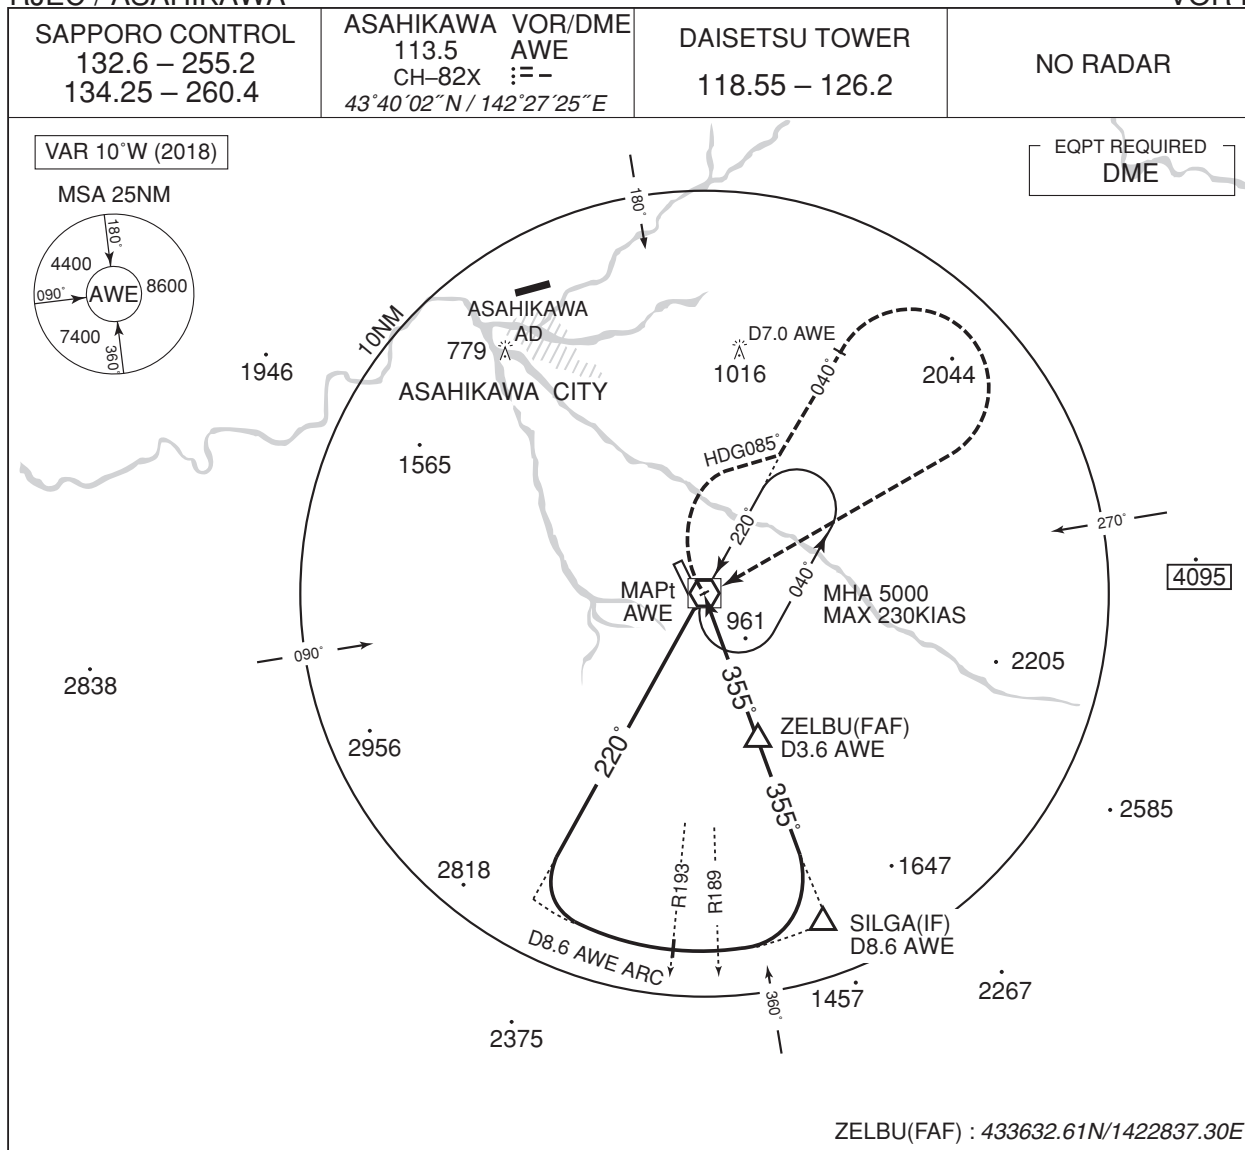 SAPPORO CONTROL
132.6 – 255.2
134.25 – 260.4
ASAHIKAWA VOR/DME
113.5 AWE
CH–82X
43°40´02˝N / 142°27´25˝E
DAISETSU TOWER
118.55 – 126.2
NO RADAR
VAR 10°W (2018)
EQPT REQUIRED
DME
MSA 25NM
180°
4400
8600
090°
AWE
7400
360°
180°
10NM
ASAHIKAWA
AD
779
ASAHIKAWA CITY
1946
1565
D7.0 AWE
1016
040°
2044
HDG085°
220°
040°
270°
4095
MAPt
AWE
961
MHA 5000
MAX 230KIAS
090°
2838
2205
355°
ZELBU(FAF)
D3.6 AWE
2956
220°
355°
2585
2818
R193
R189
1647
SILGA(IF)
D8.6 AWE
D8.6 AWE ARC
360°
1457
2267
2375
ZELBU(FAF) : 433632.61N/1422837.30E